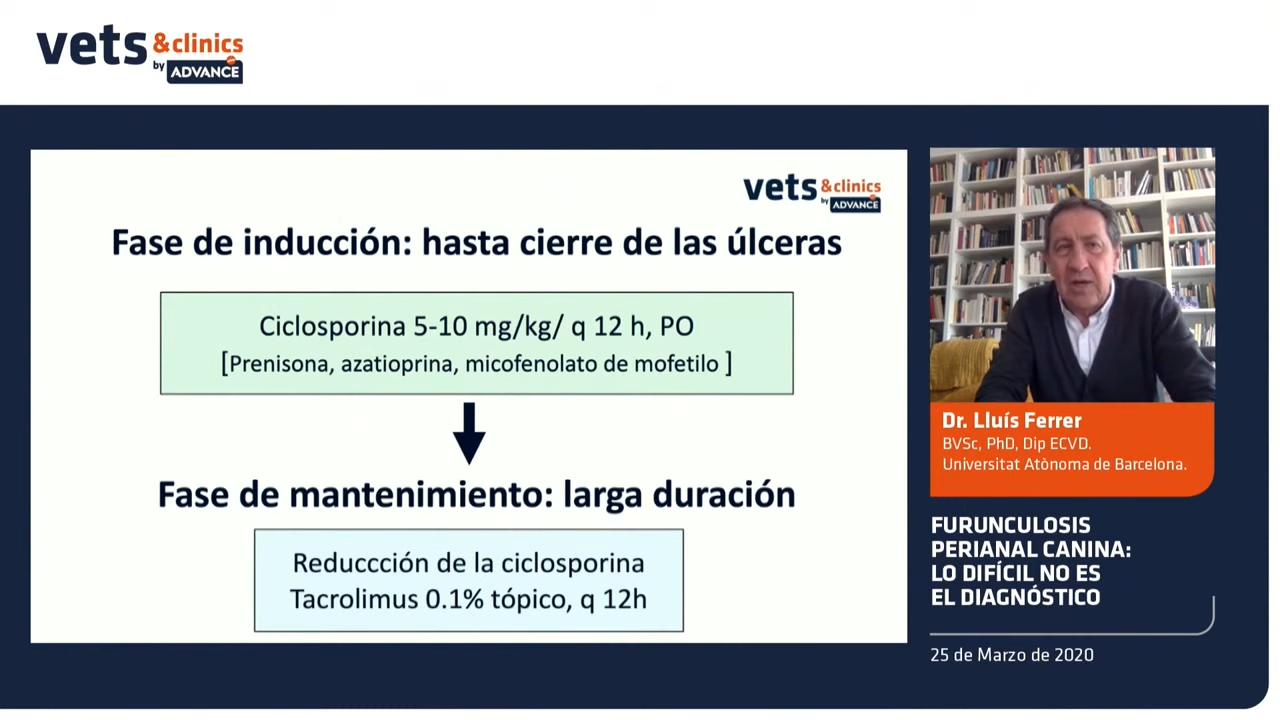 vets &clinics
by ADVANCE
vets &clinics
by ADVANCE
Fase de inducción: hasta cierre de las úlceras
Ciclosporina 5-10 mg/kg/ q 12 h, PO
[Prenisona, azatioprina, micofenolato de mofetilo ]
Fase de mantenimiento: larga duración
Reduccción de la ciclosporina
Tacrolimus 0.1% tópico, q 12h
Dr. Lluís Ferrer
BVSc, PhD, Dip ECVD.
Universitat Atònoma de Barcelona.
FURUNCULOSIS
PERIANAL CANINA:
LO DIFÍCIL NO ES
EL DIAGNÓSTICO
25 de Marzo de 2020